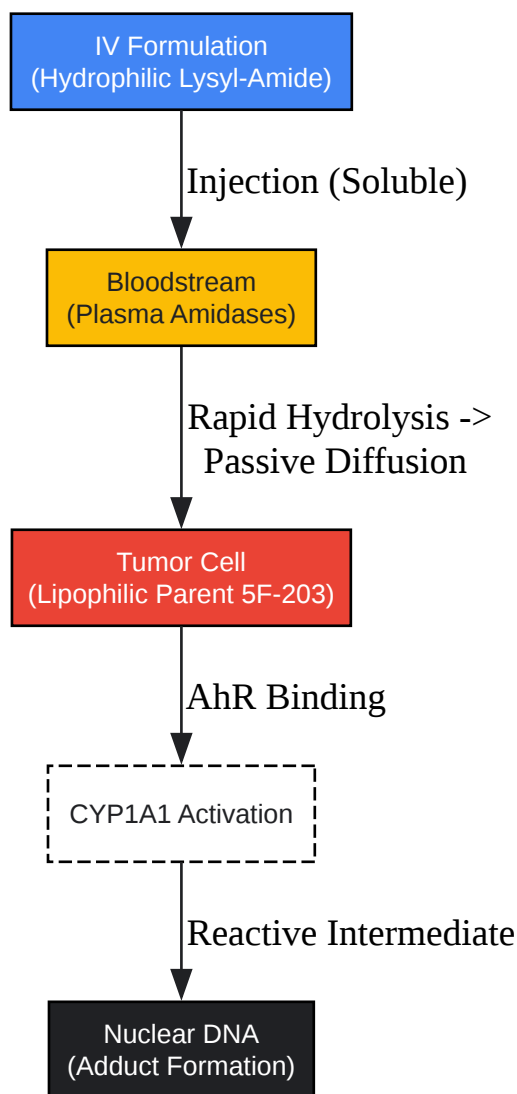 IV Formulation
(Hydrophilic Lysyl-Amide)
Injection (Soluble)
Bloodstream
(Plasma Amidases)
Rapid Hydrolysis ->
Passive Diffusion
Tumor Cell
(Lipophilic Parent 5F-203)
AhR Binding
CYP1A1 Activation
Reactive Intermediate
Nuclear DNA
(Adduct Formation)